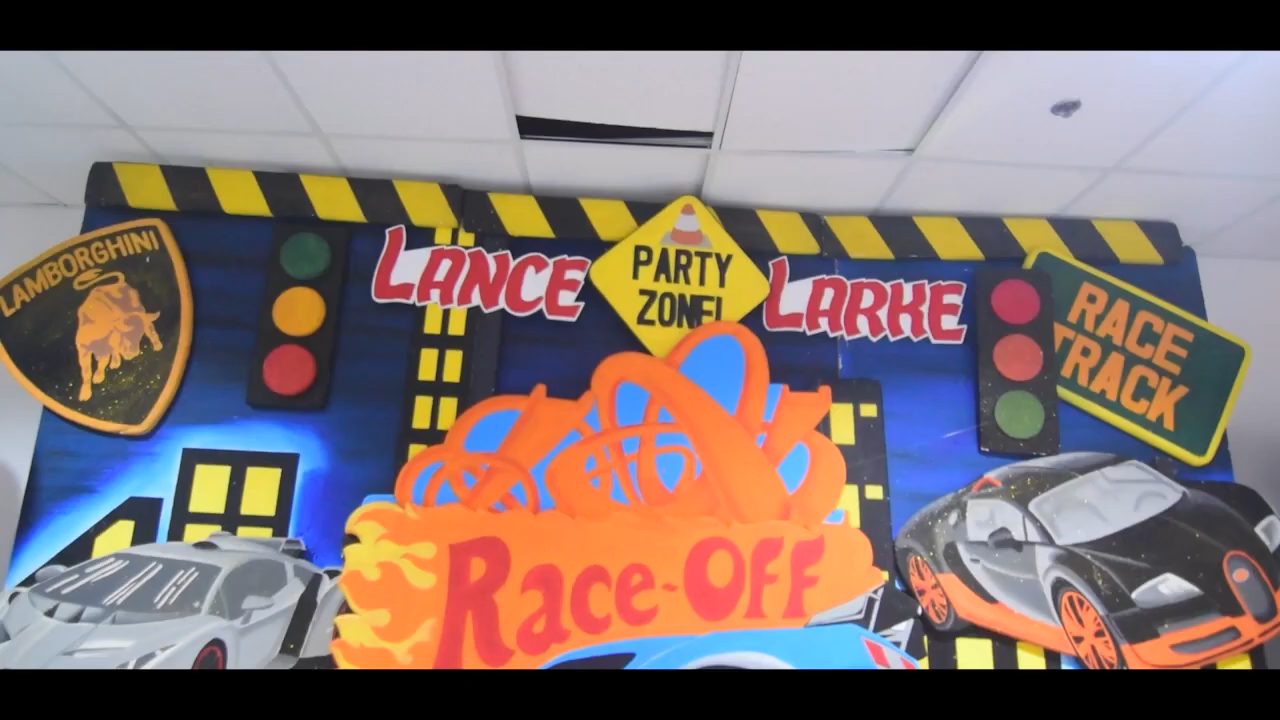 LAMBORGHINI
LANCE
PARTY
ZONE!
LARKE
RACE
TRACK
Race-OFF